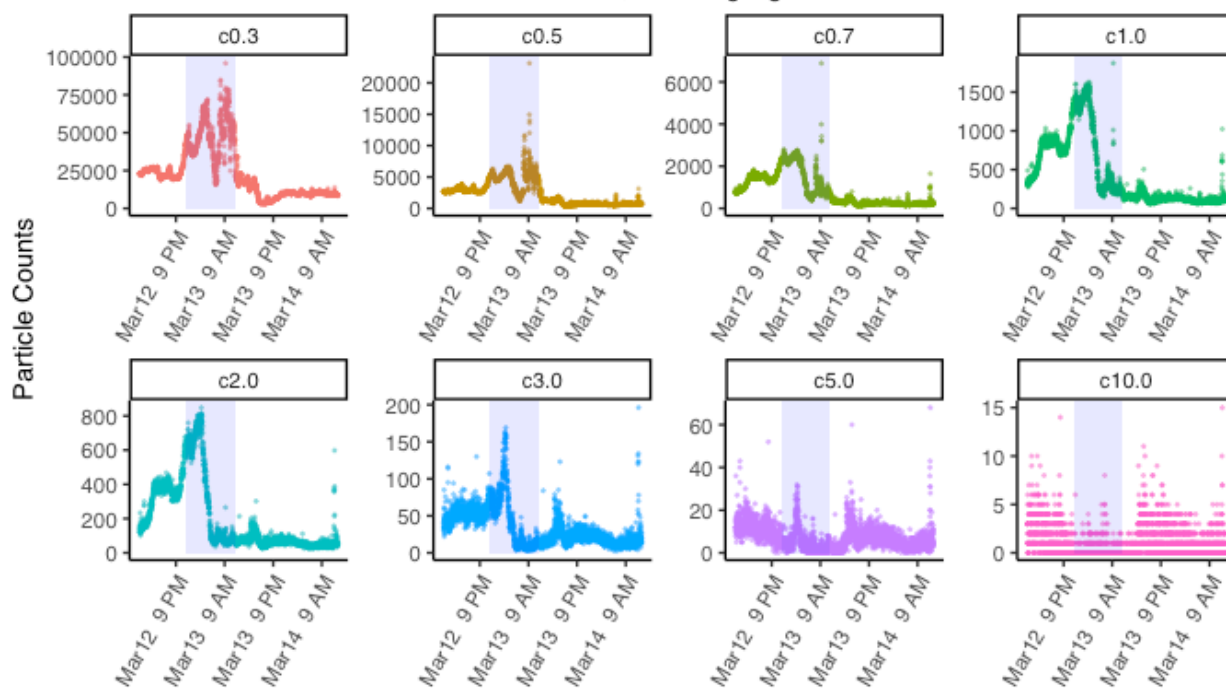 c0.3 c0.5 c0.7 c1.0
100000
75000
50000
25000
0
20000
15000
10000
5000
0
6000
4000
2000
0
1500
1000
500
0
Mar12 9 PM
Mar13 9 AM
Mar13 9 PM
Mar14 9 AM
Mar12 9 PM
Mar13 9 AM
Mar13 9 PM
Mar14 9 AM
Mar12 9 PM
Mar13 9 AM
Mar13 9 PM
Mar14 9 AM
Mar12 9 PM
Mar13 9 AM
Mar13 9 PM
Mar14 9 AM
Particle Counts
c2.0 c3.0 c5.0 c10.0
800
600
400
200
0
200
150
100
50
0
60
40
20
0
15
10
5
0
Mar12 9 PM
Mar13 9 AM
Mar13 9 PM
Mar14 9 AM
Mar12 9 PM
Mar13 9 AM
Mar13 9 PM
Mar14 9 AM
Mar12 9 PM
Mar13 9 AM
Mar13 9 PM
Mar14 9 AM
Mar12 9 PM
Mar13 9 AM
Mar13 9 PM
Mar14 9 AM